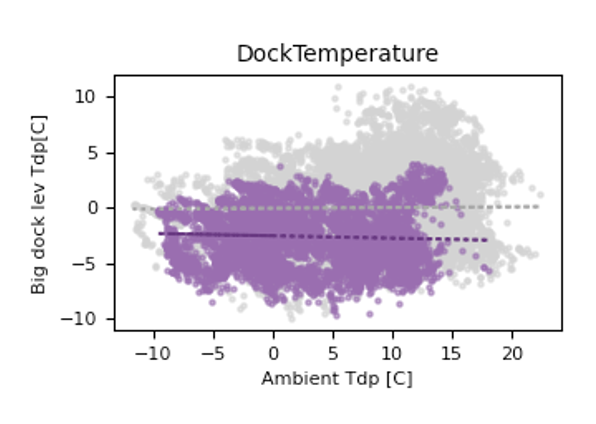 DockTemperature
10
5
0
−5
−10
Big dock lev Tdp[C]
−10 −5 0 5 10 15 20
Ambient Tdp [C]